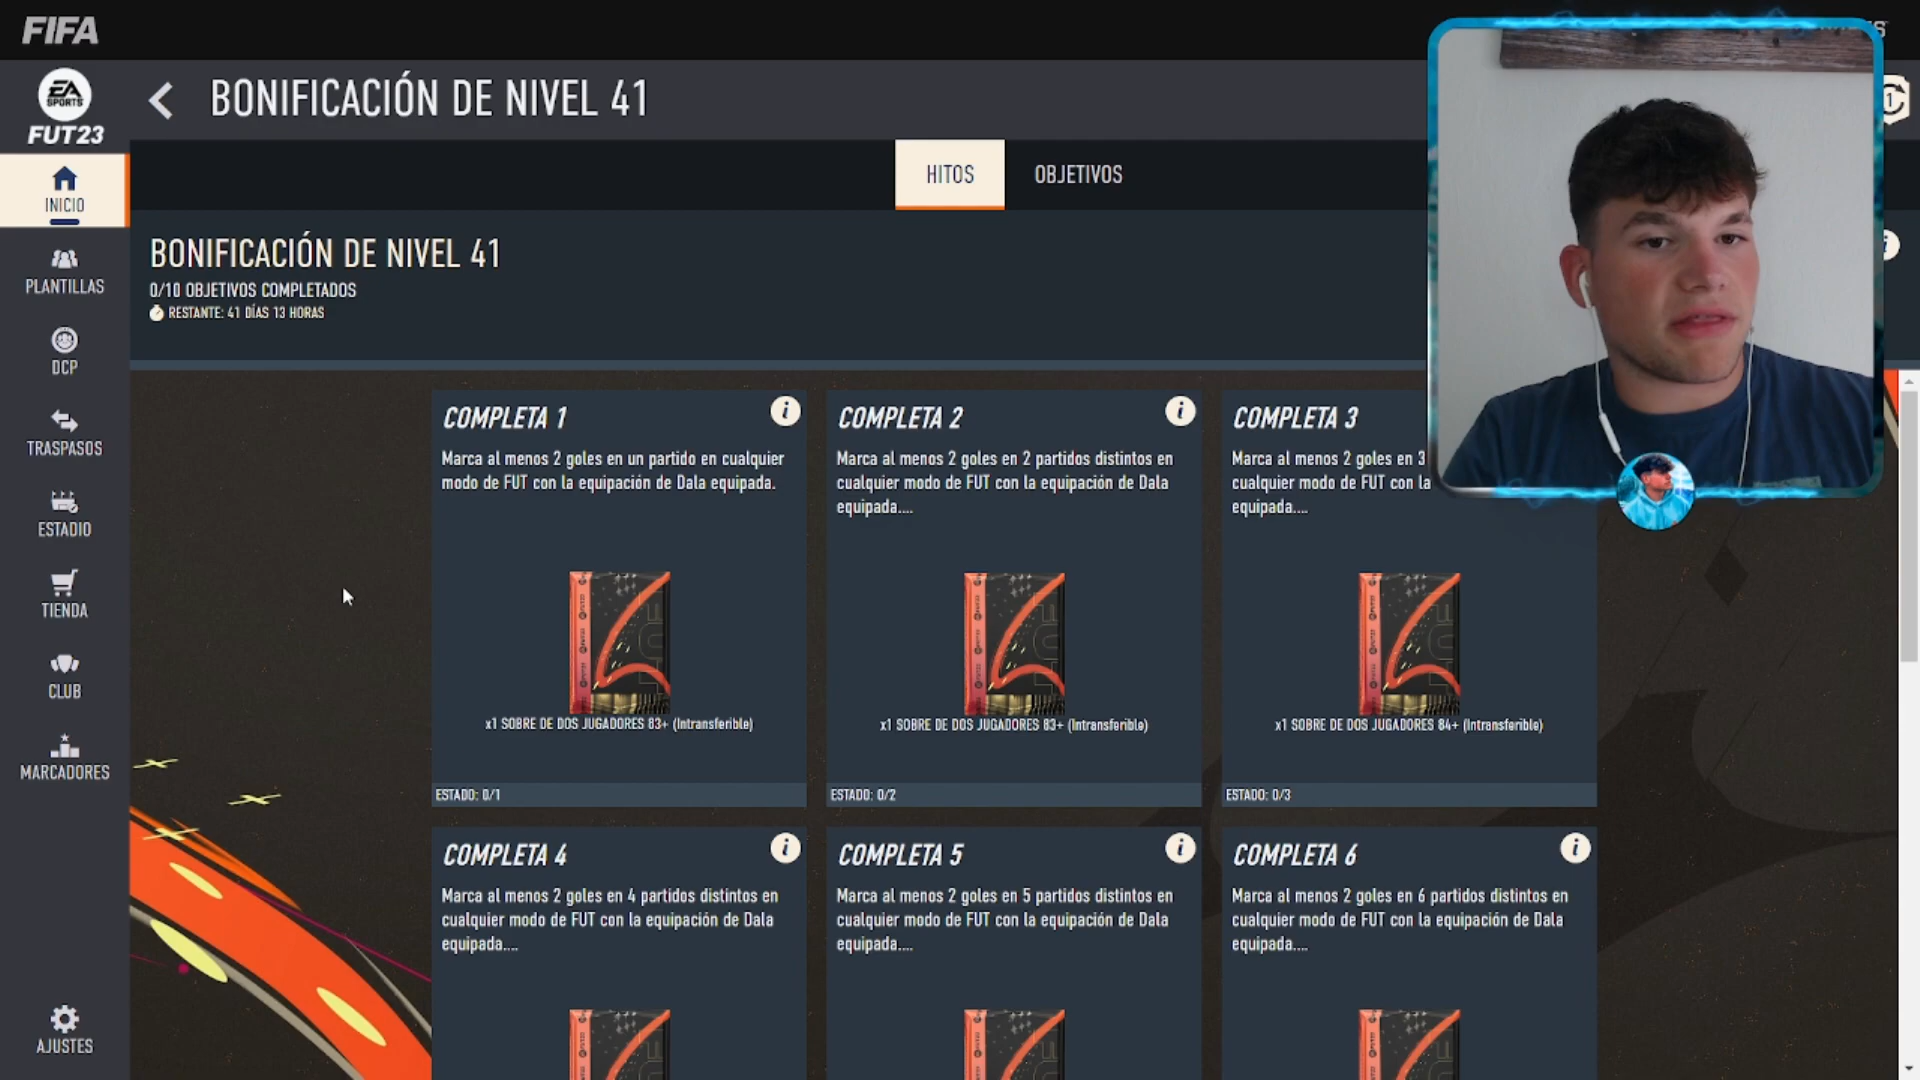 FIFA
EA
SPORTS
FUT23
BONIFICACIÓN DE NIVEL 41
1
INICIO
PLANTILLAS
DCP
TRASPASOS
ESTADIO
TIENDA
CLUB
MARCADORES
AJUSTES
HITOS
OBJETIVOS
BONIFICACIÓN DE NIVEL 41
0/10 OBJETIVOS COMPLETADOS
RESTANTE: 41 DÍAS 13 HORAS
i
COMPLETA 1
i
Marca al menos 2 goles en un partido en cualquier
modo de FUT con la equipación de Dala equipada.
x1 SOBRE DE DOS JUGADORES 83+ (Intransferible)
ESTADO: 0/1
COMPLETA 2
i
Marca al menos 2 goles en 2 partidos distintos en
cualquier modo de FUT con la equipación de Dala
equipada....
x1 SOBRE DE DOS JUGADORES 83+ (Intransferible)
ESTADO: 0/2
COMPLETA 3
Marca al menos 2 goles en 3
cualquier modo de FUT con la
equipada....
x1 SOBRE DE DOS JUGADORES 84+ (Intransferible)
ESTADO: 0/3
COMPLETA 4
i
Marca al menos 2 goles en 4 partidos distintos en
cualquier modo de FUT con la equipación de Dala
equipada....
COMPLETA 5
i
Marca al menos 2 goles en 5 partidos distintos en
cualquier modo de FUT con la equipación de Dala
equipada....
COMPLETA 6
i
Marca al menos 2 goles en 6 partidos distintos en
cualquier modo de FUT con la equipación de Dala
equipada....